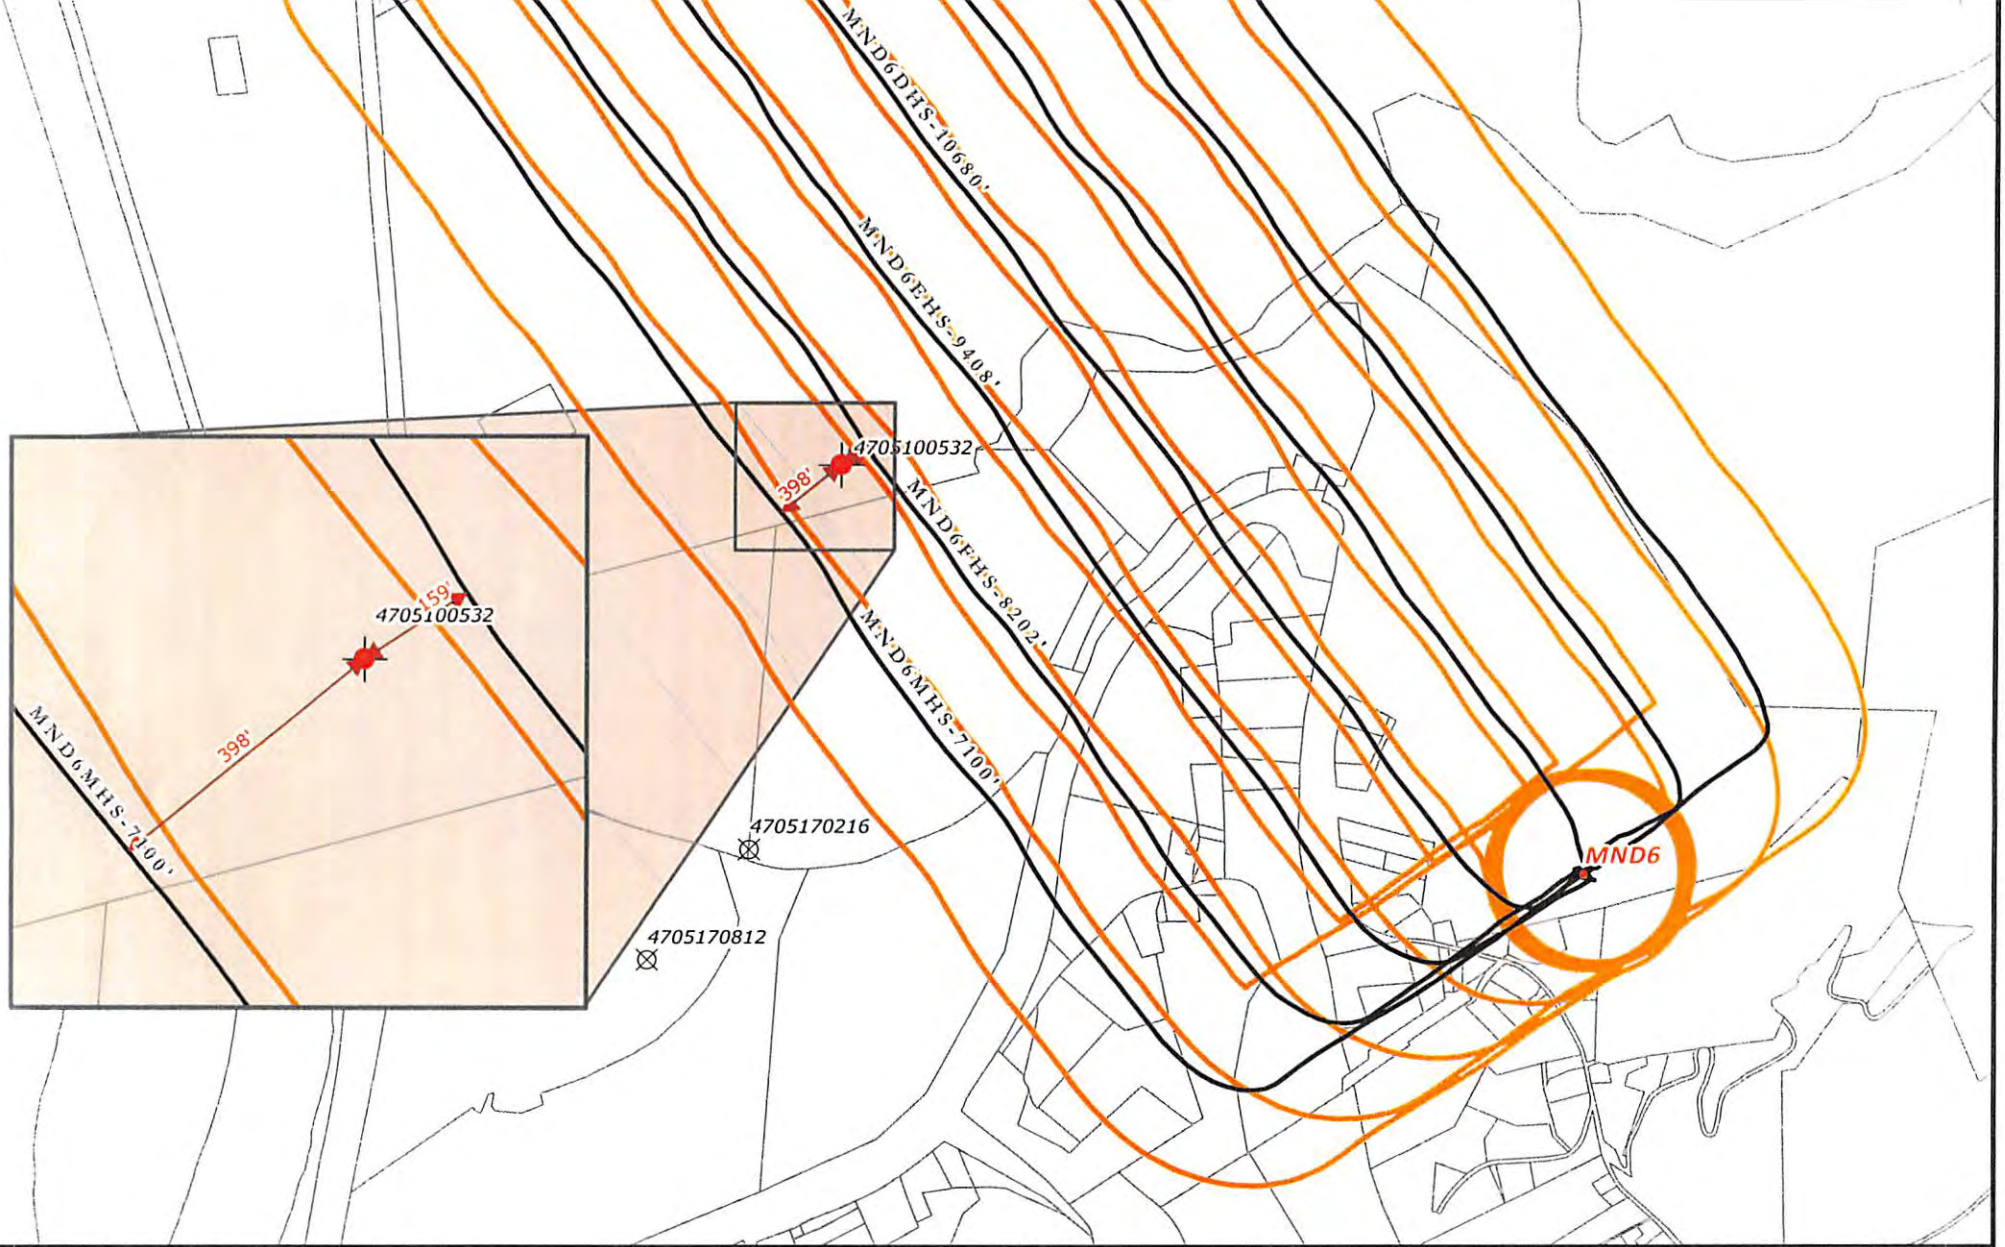 MND6DHS-10680'
MND6EHS-9408'
4705100532
398'
MND6FHS-8202'
159'
4705100532
MND6MHS-7100'
398'
MND6MHS-7100'
4705170216
MND6
4705170812